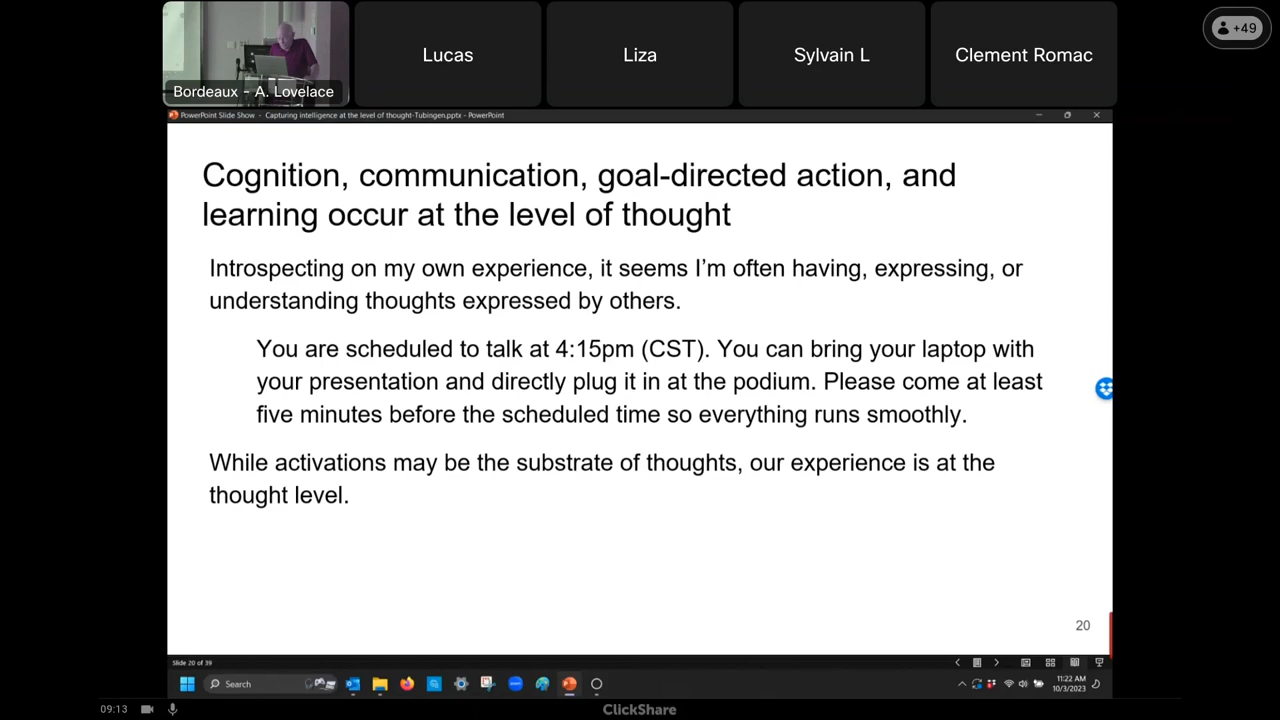 +49
Lucas
Liza
Sylvain L
Clement Romac
Bordeaux - A. Lovelace
PowerPoint Slide Show - Capturing intelligence at the level of thought-Tubingen.pptx - PowerPoint
Cognition, communication, goal-directed action, and
learning occur at the level of thought
Introspecting on my own experience, it seems I'm often having, expressing, or
understanding thoughts expressed by others.
You are scheduled to talk at 4:15pm (CST). You can bring your laptop with
your presentation and directly plug it in at the podium. Please come at least
five minutes before the scheduled time so everything runs smoothly.
While activations may be the substrate of thoughts, our experience is at the
thought level.
20
Slide 20 of 39
Search
11:22 AM
10/3/2023
09:13
ClickShare